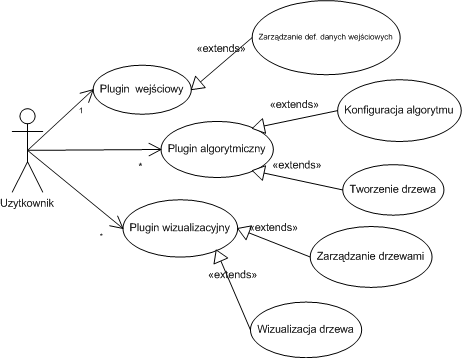 Zarządzanie def. danych wejściowych
«extends»
Plugin wejściowy
1
«extends»
Konfiguracja algorytmu
Plugin algorytmiczny
*
«extends»
Tworzenie drzewa
Uzytkownik
Plugin wizualizacyjny
*
«extends»
Zarządzanie drzewami
«extends»
Wizualizacja drzewa